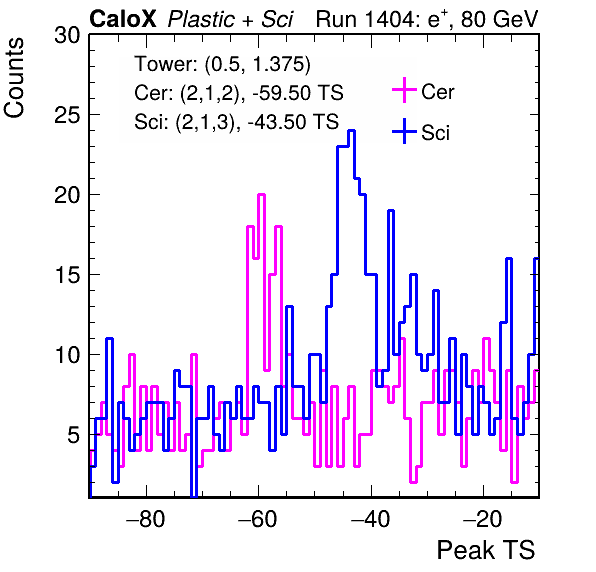 CaloX Plastic + Sci Run 1404: e⁺, 80 GeV
Counts
30
Tower: (0.5, 1.375)
Cer: (2,1,2), -59.50 TS
Sci: (2,1,3), -43.50 TS
Cer
Sci
25
20
15
10
5
−80 −60 −40 −20
Peak TS